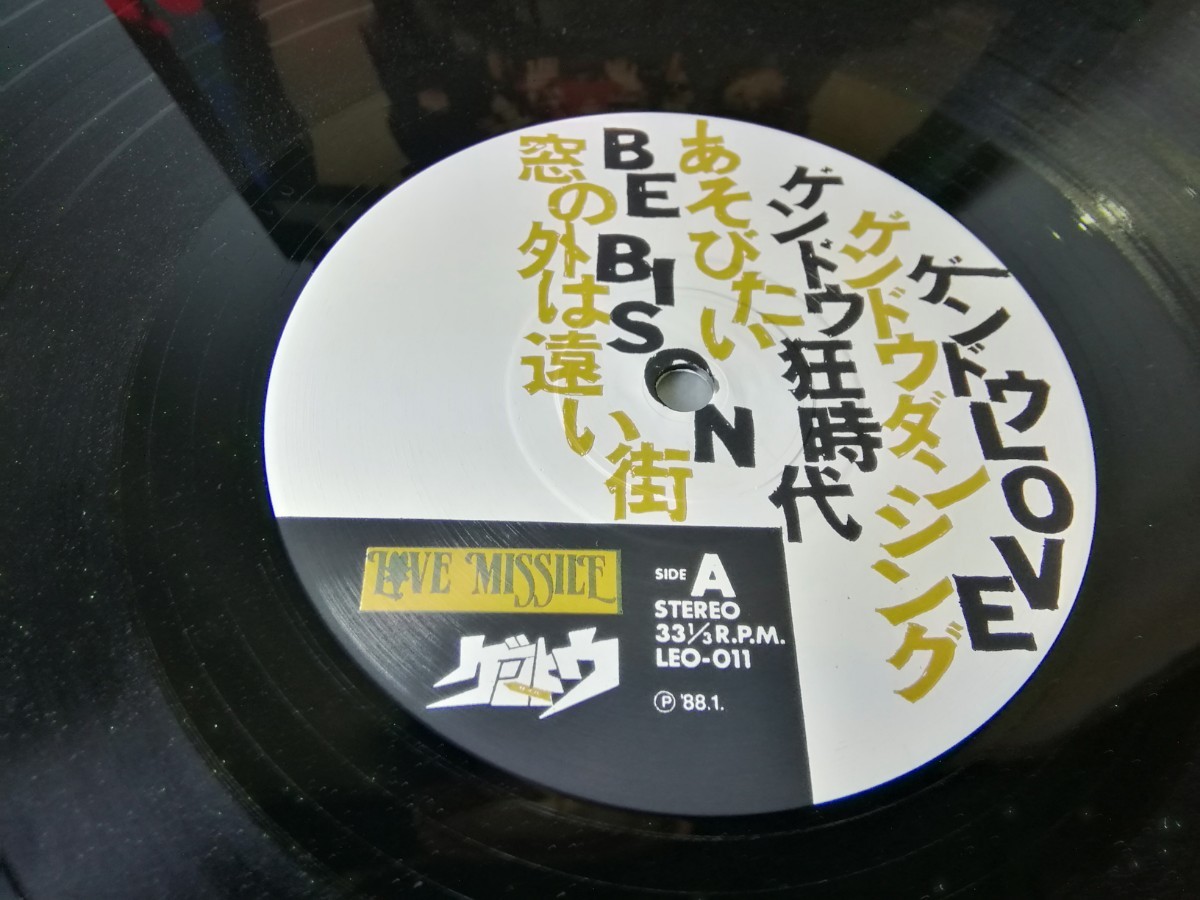 ゲンドウLOVE
ゲンドウダンシング
ゲンドウ狂時代
あそびたい
BE BISON
窓の外は遠い街
LOVE MISSILE
ゲンドウ
SIDE A
STEREO
33 1/3 R.P.M.
LEO-011
Ⓟ '88.1.